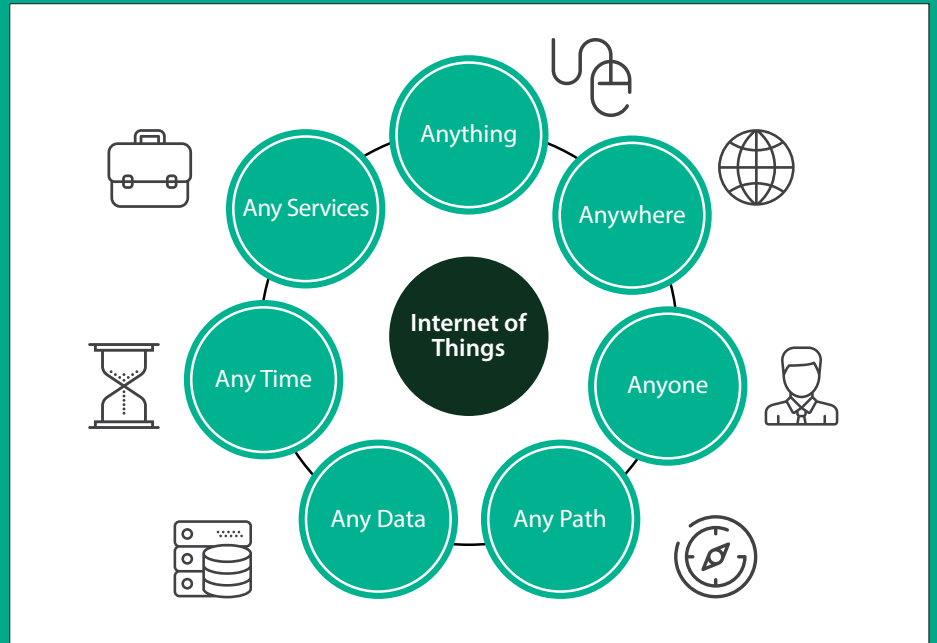 Anything
Anywhere
Anyone
Any Path
Any Data
Any Time
Any Services
Internet of
Things